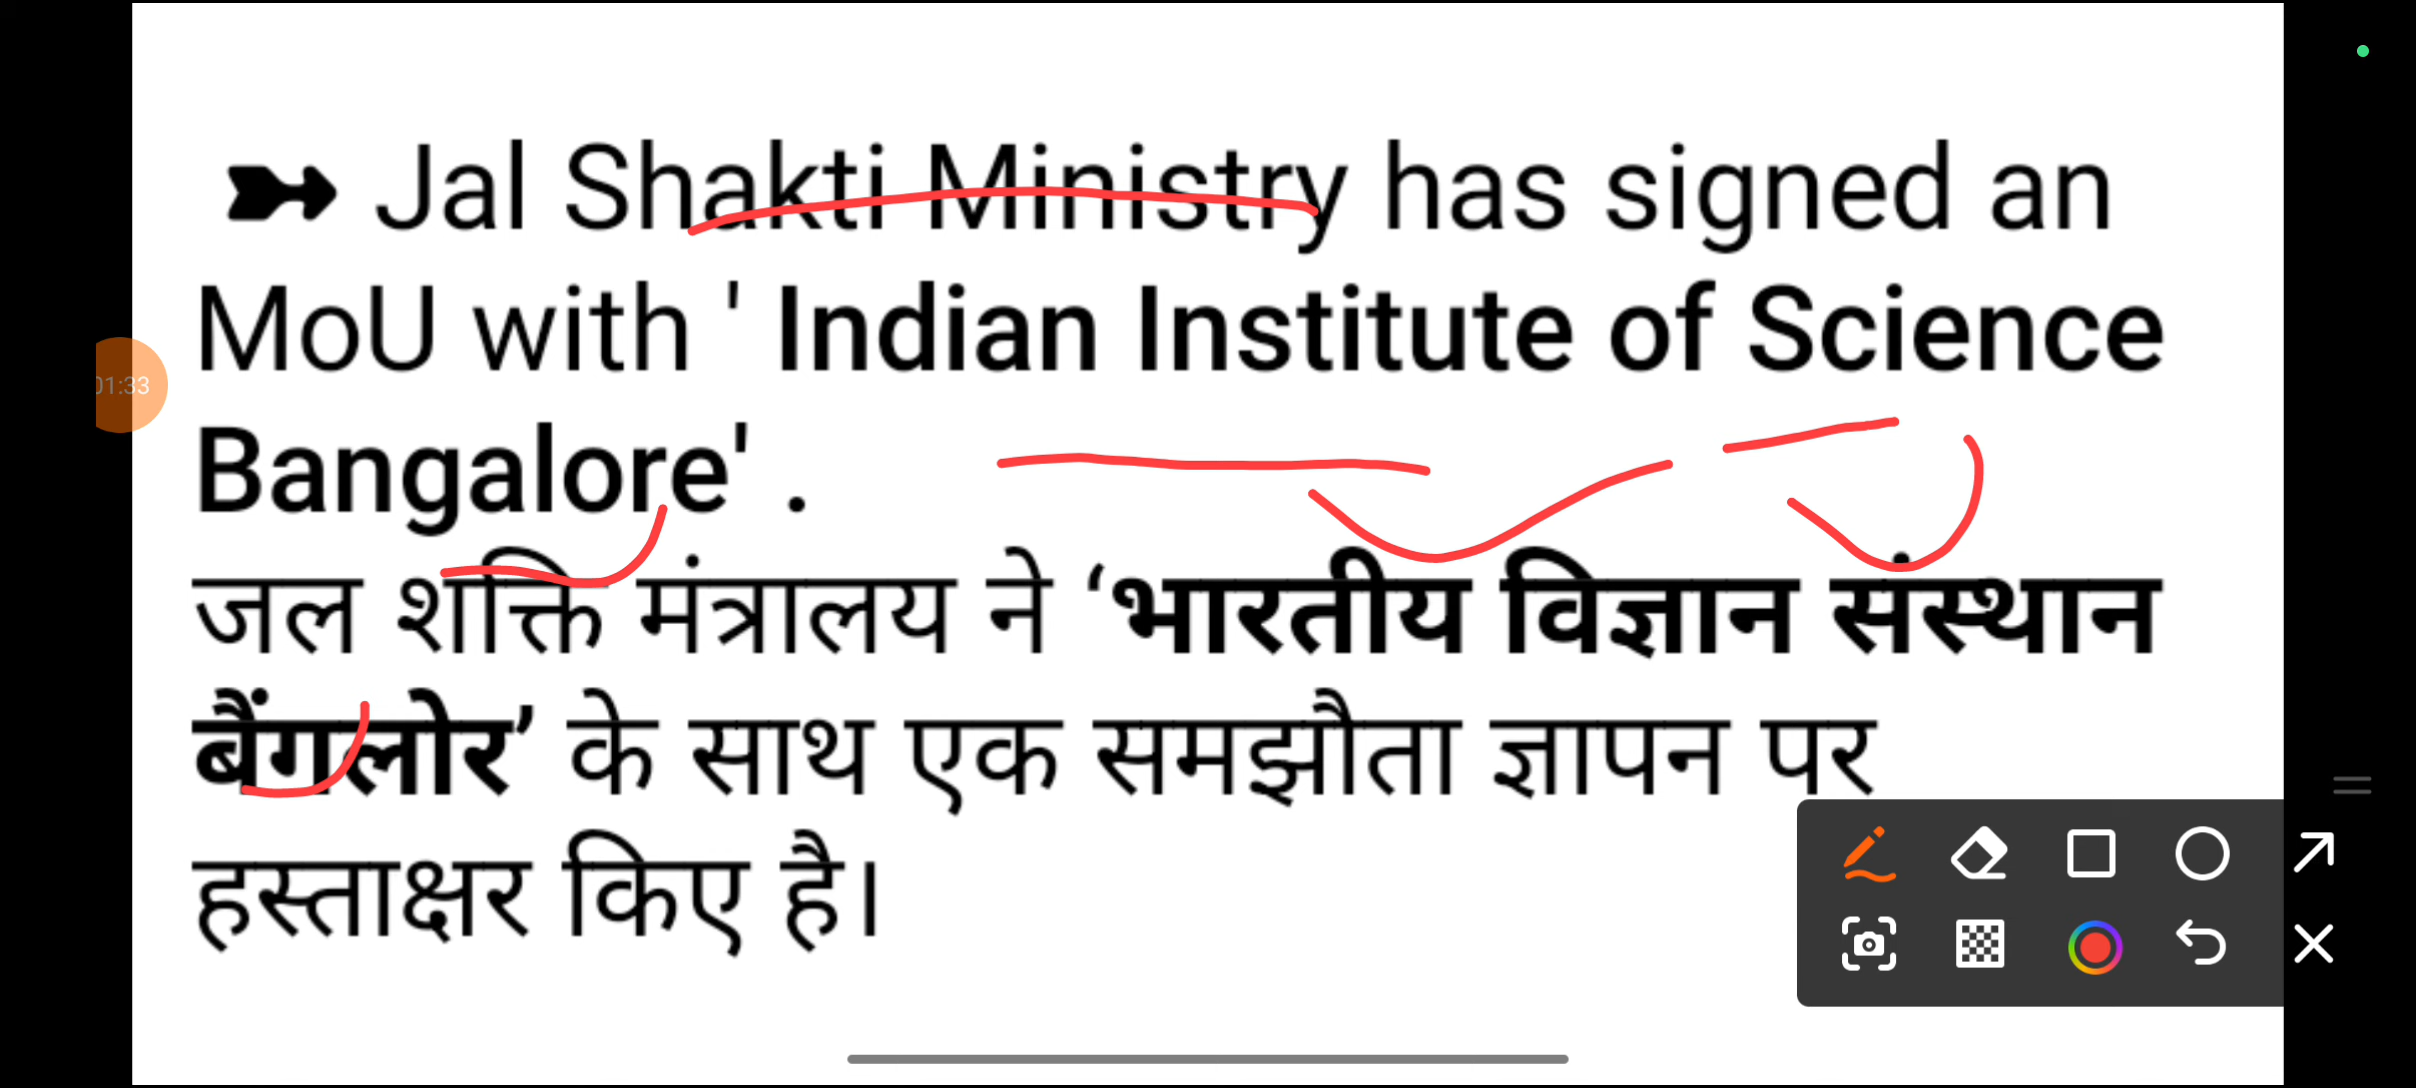 ➳ Jal Shakti Ministry has signed an
MoU with ' Indian Institute of Science
Bangalore' .
जल शक्ति मंत्रालय ने ‘भारतीय विज्ञान संस्थान
बैंगलोर’ के साथ एक समझौता ज्ञापन पर
हस्ताक्षर किए है।
01:33